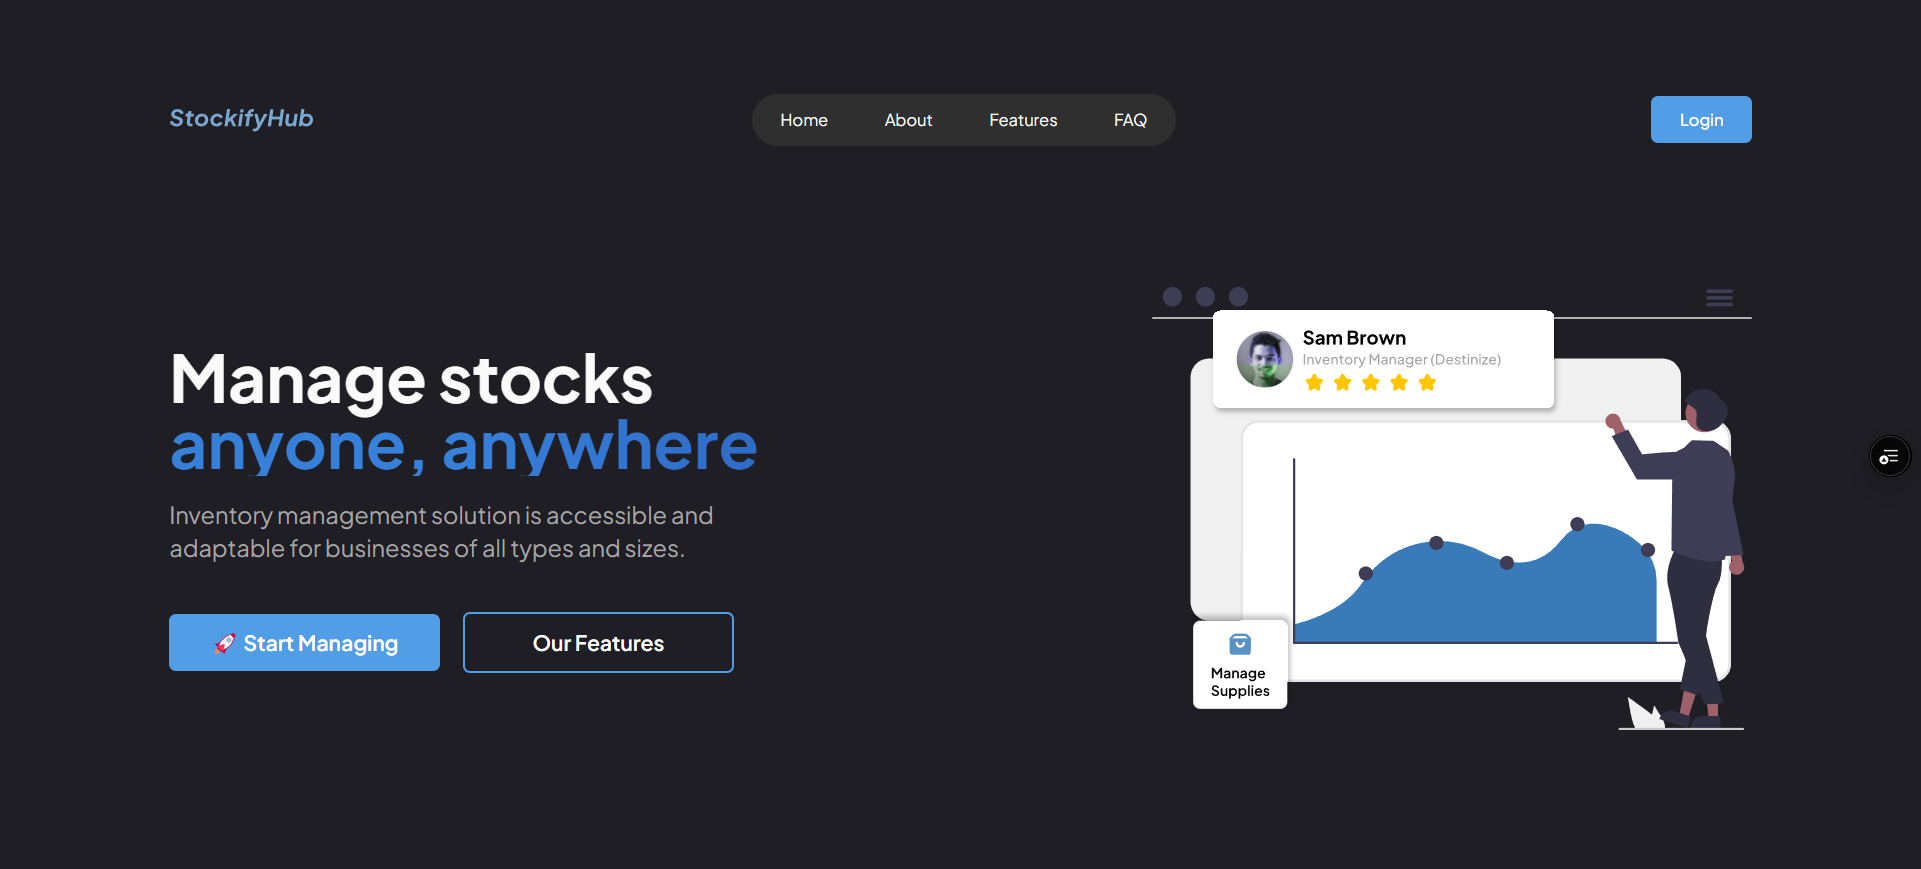 StockifyHub
Home
About
Features
FAQ
Login
Manage stocks
anyone, anywhere
Inventory management solution is accessible and
adaptable for businesses of all types and sizes.
🚀 Start Managing
Our Features
Sam Brown
Inventory Manager (Destinize)
Manage
Supplies